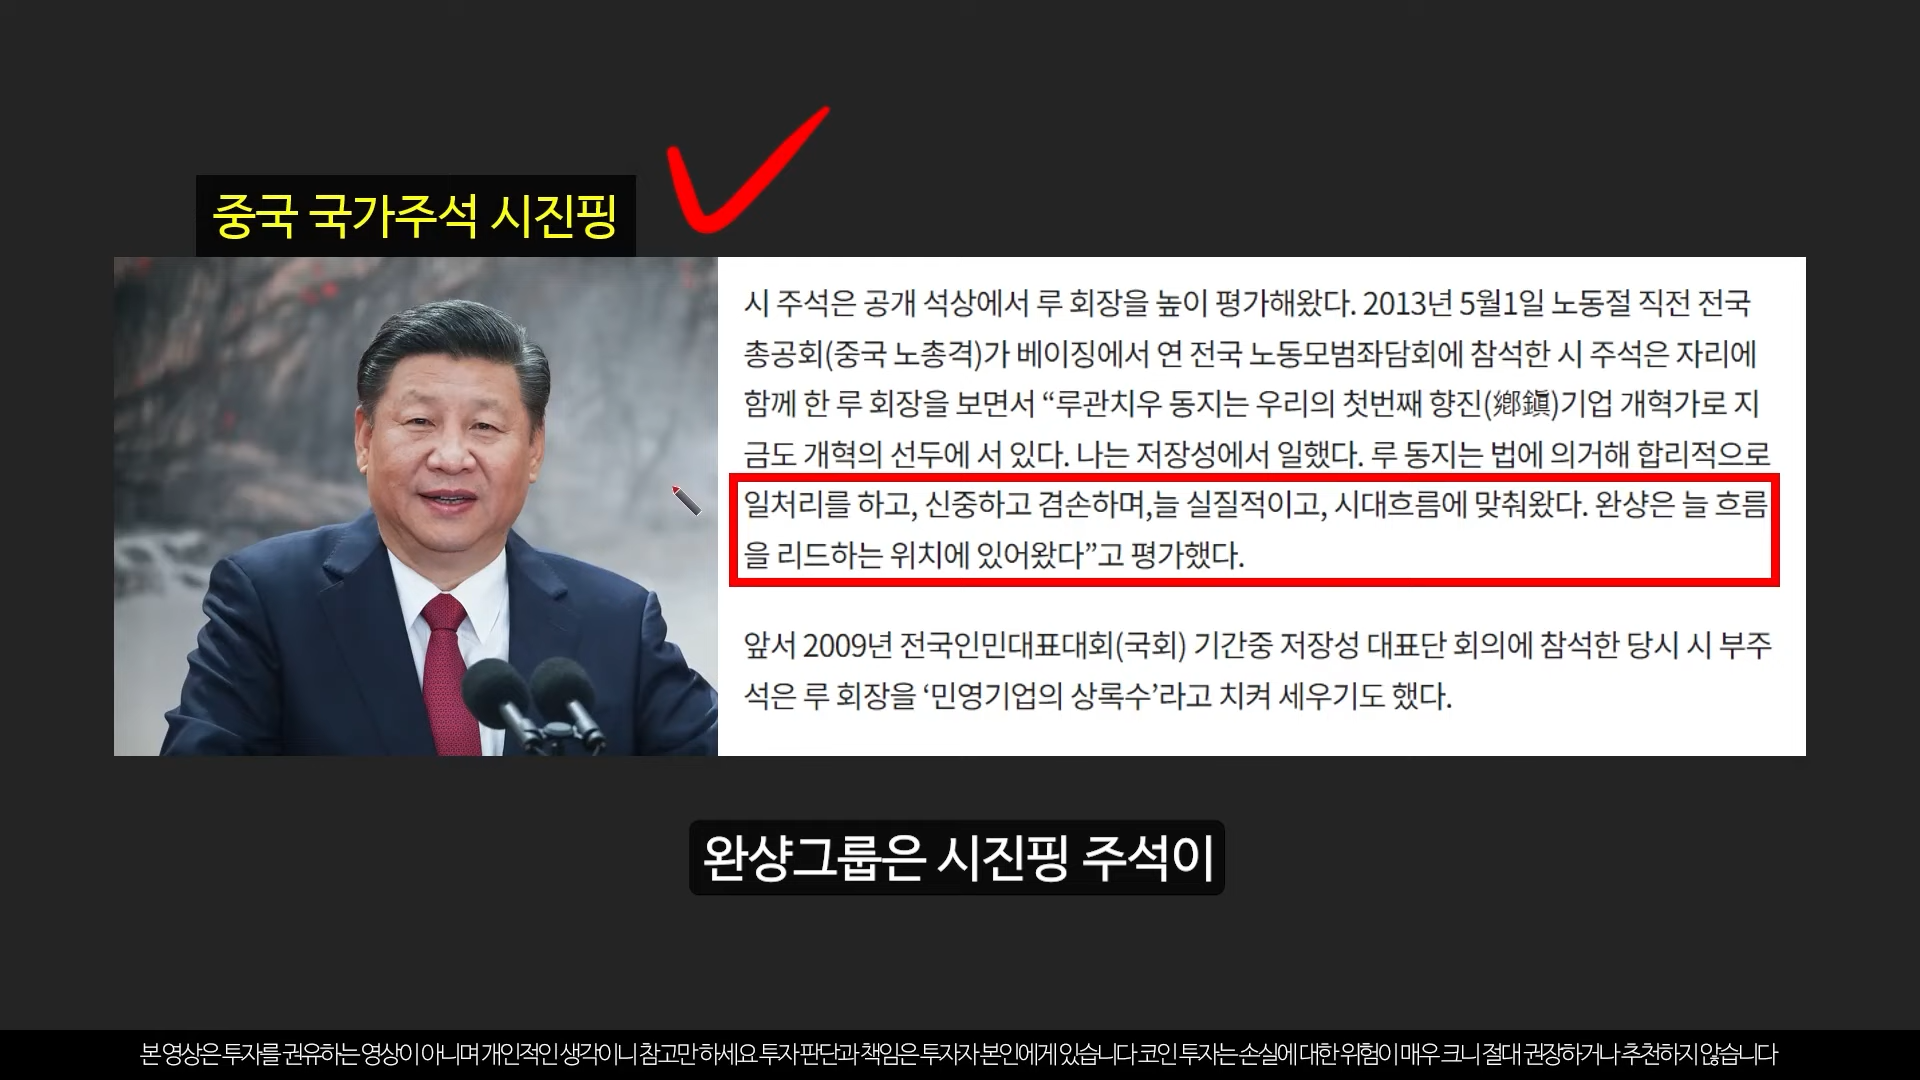 중국 국가주석 시진핑
시 주석은 공개 석상에서 루 회장을 높이 평가해왔다. 2013년 5월1일 노동절 직전 전국
총공회(중국 노총격)가 베이징에서 연 전국 노동모범좌담회에 참석한 시 주석은 자리에
함께 한 루 회장을 보면서 “루관치우 동지는 우리의 첫번째 향진(鄕鎭)기업 개혁가로 지
금도 개혁의 선두에 서 있다. 나는 저장성에서 일했다. 루 동지는 법에 의거해 합리적으로
일처리를 하고, 신중하고 겸손하며,늘 실질적이고, 시대흐름에 맞춰왔다. 완샹은 늘 흐름
을 리드하는 위치에 있어왔다”고 평가했다.
앞서 2009년 전국인민대표대회(국회) 기간중 저장성 대표단 회의에 참석한 당시 시 부주
석은 루 회장을 ‘민영기업의 상록수’라고 치켜 세우기도 했다.
완샹그룹은 시진핑 주석이
본 영상은 투자를 권유하는 영상이 아니며 개인적인 생각이니 참고만 하세요 투자 판단과 책임은 투자자 본인에게 있습니다 코인 투자는 손실에 대한 위험이 매우 크니 절대 권장하거나 추천하지 않습니다